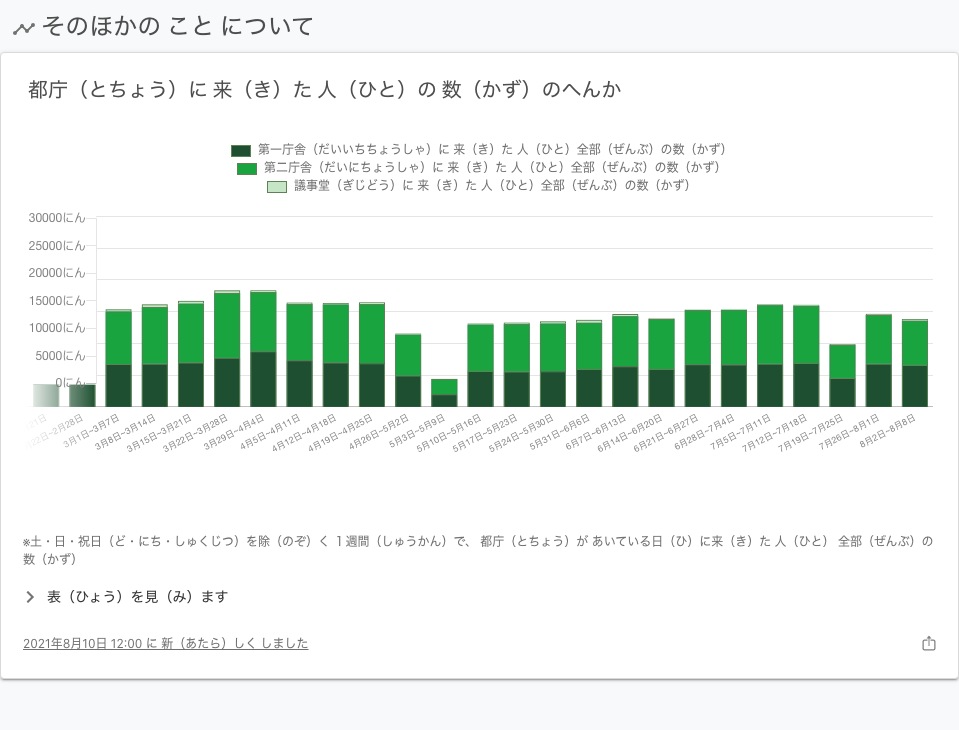 そのほかの こと について
都庁（とちょう）に 来（き）た 人（ひと）の 数（かず）のへんか
第一庁舎（だいいちちょうしゃ）に 来（き）た 人（ひと）全部（ぜんぶ）の数（かず）
第二庁舎（だいにちょうしゃ）に 来（き）た 人（ひと）全部（ぜんぶ）の数（かず）
議事堂（ぎじどう）に 来（き）た 人（ひと）全部（ぜんぶ）の数（かず）
30000にん
25000にん
20000にん
15000にん
10000にん
5000にん
0にん
3月1日~3月7日
3月8日~3月14日
3月15日~3月21日
3月22日~3月28日
3月29日~4月4日
4月5日~4月11日
4月12日~4月18日
4月19日~4月25日
4月26日~5月2日
5月3日~5月9日
5月10日~5月16日
5月17日~5月23日
5月24日~5月30日
5月31日~6月6日
6月7日~6月13日
6月14日~6月20日
6月21日~6月27日
6月28日~7月4日
7月5日~7月11日
7月12日~7月18日
7月19日~7月25日
7月26日~8月1日
8月2日~8月8日
※土・日・祝日（ど・にち・しゅくじつ）を除（のぞ）く 1 週間（しゅうかん）で、 都庁（とちょう）が あいている日（ひ）に来（き）た 人（ひと） 全部（ぜんぶ）の
数（かず）
表（ひょう）を見（み）ます
2021年8月10日 12:00 に 新（あたら）しく しました